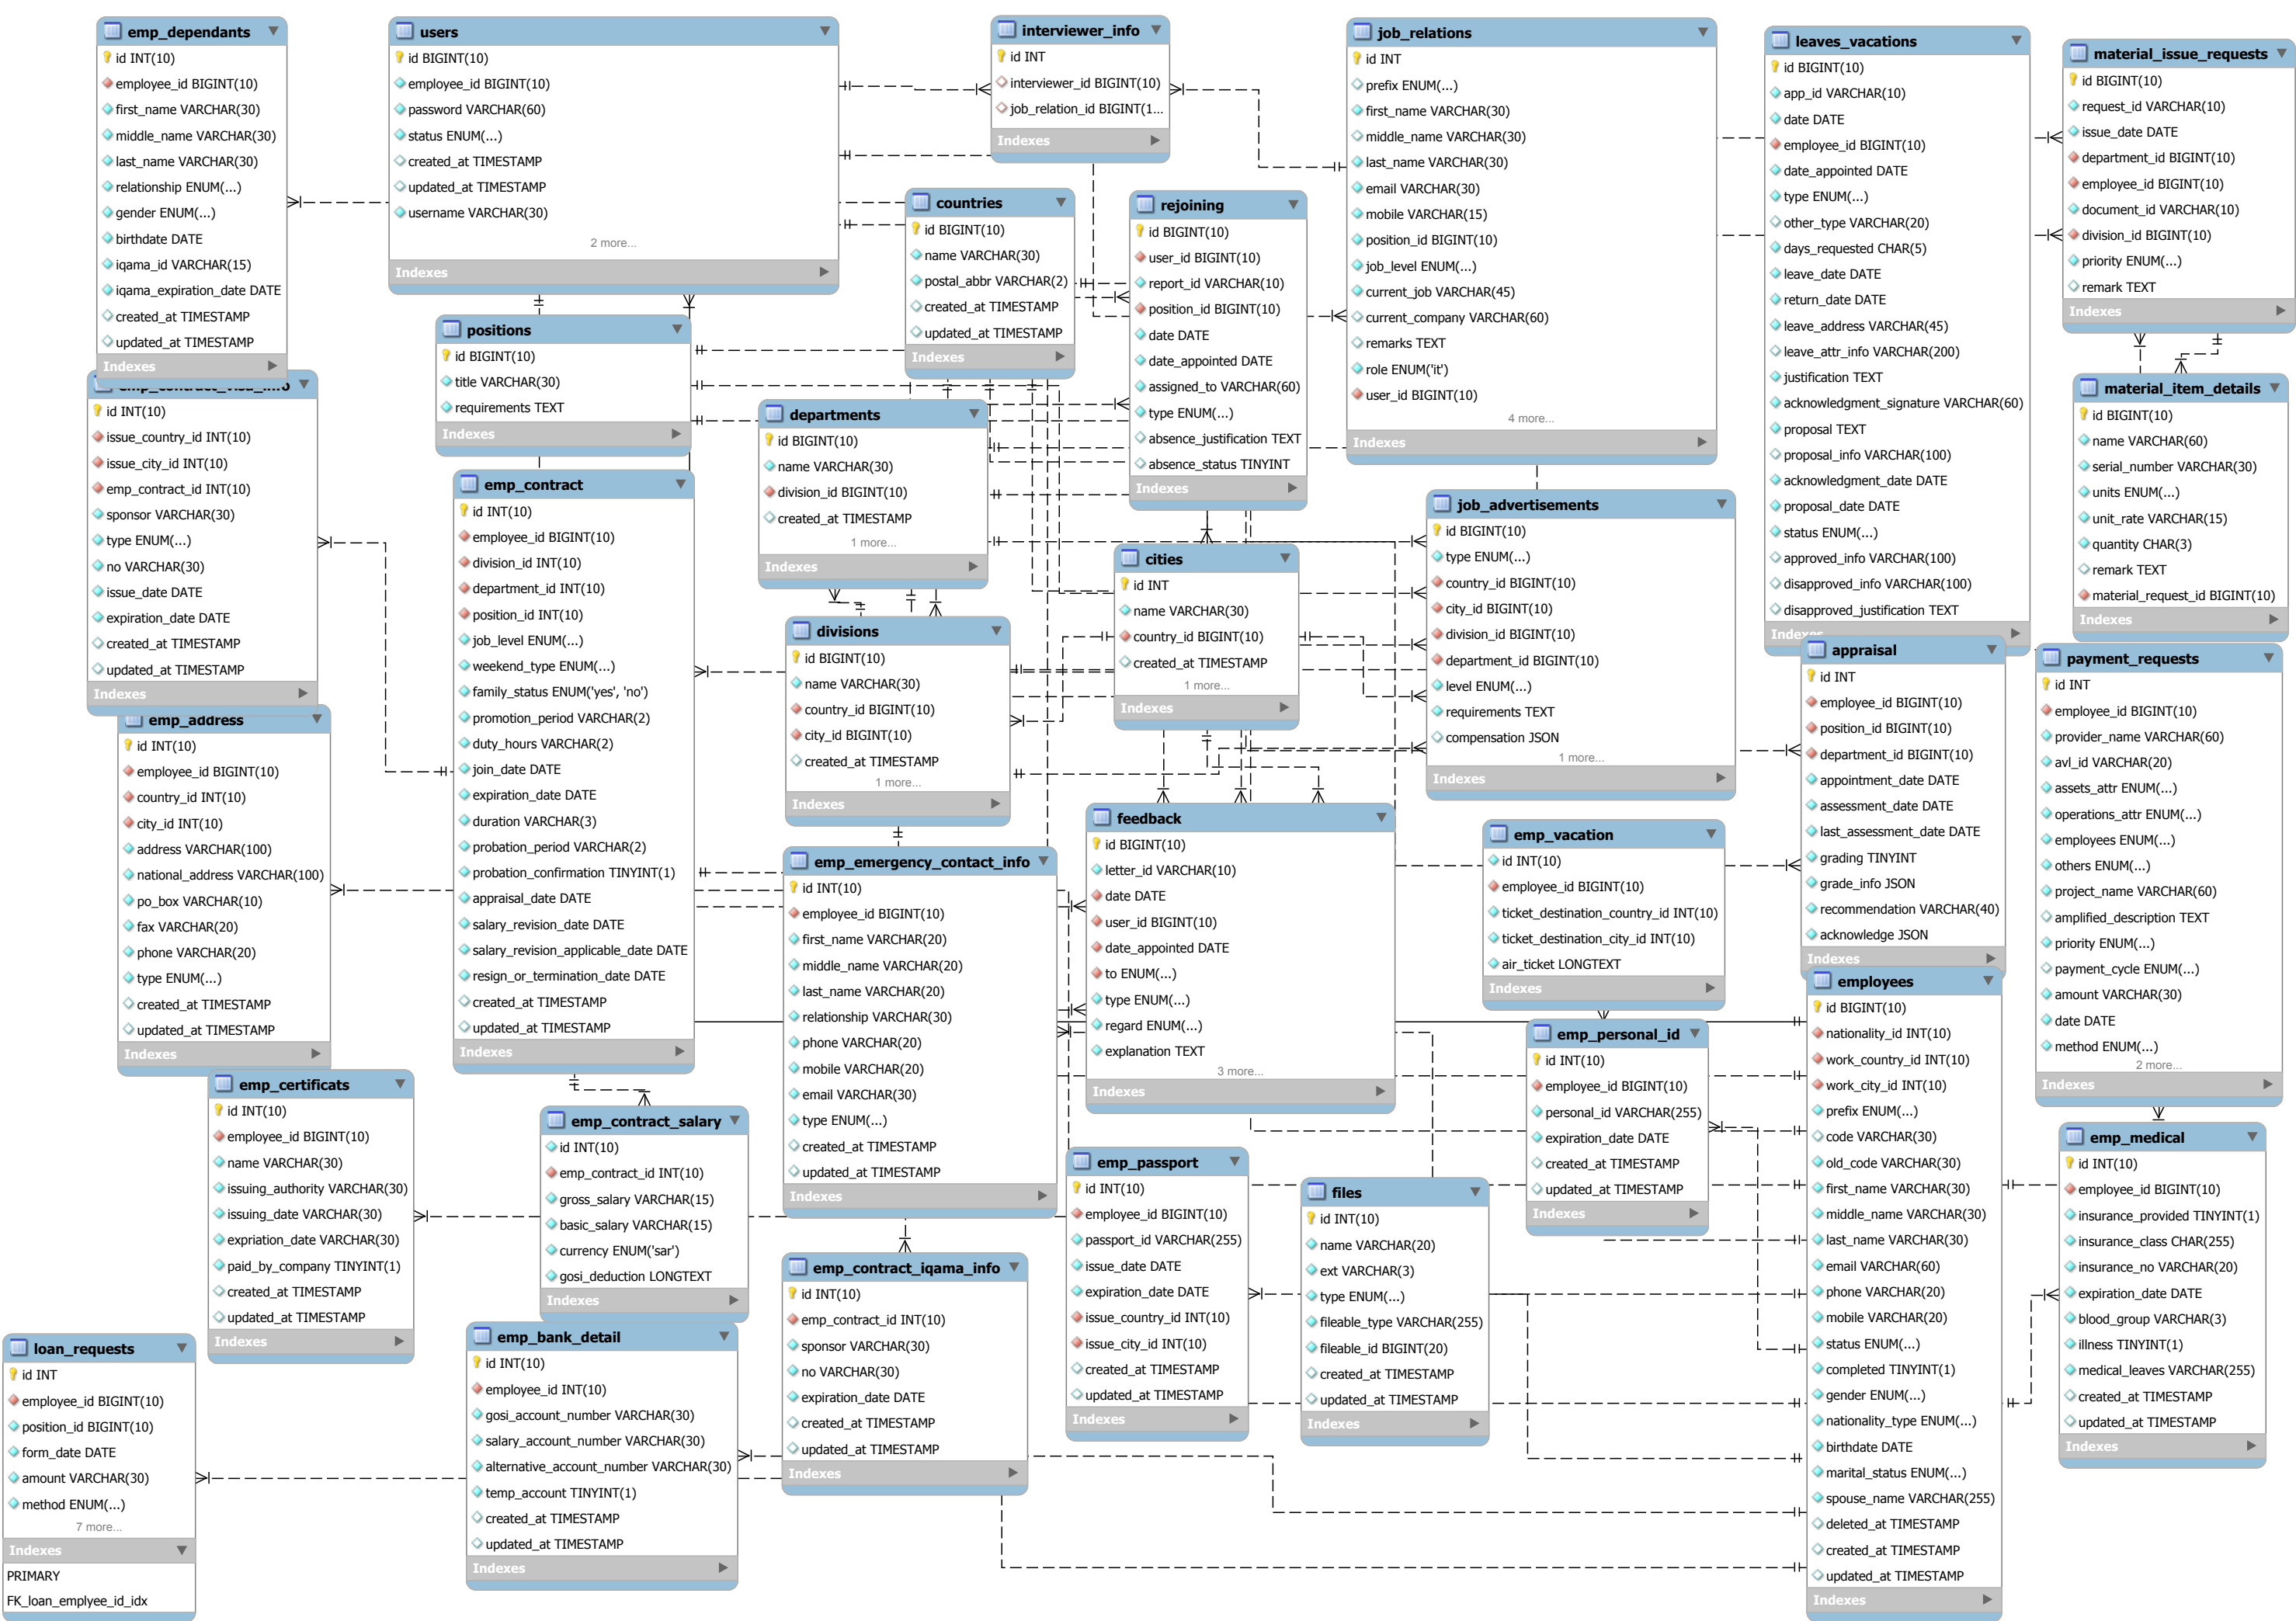 emp_dependants
id INT(10)
employee_id BIGINT(10)
first_name VARCHAR(30)
middle_name VARCHAR(30)
last_name VARCHAR(30)
relationship ENUM(...)
gender ENUM(...)
birthdate DATE
iqama_id VARCHAR(15)
iqama_expiration_date DATE
created_at TIMESTAMP
updated_at TIMESTAMP
Indexes
users
id BIGINT(10)
employee_id BIGINT(10)
password VARCHAR(60)
status ENUM(...)
created_at TIMESTAMP
updated_at TIMESTAMP
username VARCHAR(30)
2 more...
Indexes
interviewer_info
id INT
interviewer_id BIGINT(10)
job_relation_id BIGINT(1...
Indexes
job_relations
id INT
prefix ENUM(...)
first_name VARCHAR(30)
middle_name VARCHAR(30)
last_name VARCHAR(30)
email VARCHAR(30)
mobile VARCHAR(15)
position_id BIGINT(10)
job_level ENUM(...)
current_job VARCHAR(45)
current_company VARCHAR(60)
remarks TEXT
role ENUM('it')
user_id BIGINT(10)
4 more...
Indexes
leaves_vacations
id BIGINT(10)
app_id VARCHAR(10)
date DATE
employee_id BIGINT(10)
date_appointed DATE
type ENUM(...)
other_type VARCHAR(20)
days_requested CHAR(5)
leave_date DATE
return_date DATE
leave_address VARCHAR(45)
leave_attr_info VARCHAR(200)
justification TEXT
acknowledgment_signature VARCHAR(60)
proposal TEXT
proposal_info VARCHAR(100)
acknowledgment_date DATE
proposal_date DATE
status ENUM(...)
approved_info VARCHAR(100)
disapproved_info VARCHAR(100)
disapproved_justification TEXT
Indexes
material_issue_requests
id BIGINT(10)
request_id VARCHAR(10)
issue_date DATE
department_id BIGINT(10)
employee_id BIGINT(10)
document_id VARCHAR(10)
division_id BIGINT(10)
priority ENUM(...)
remark TEXT
Indexes
countries
id BIGINT(10)
name VARCHAR(30)
postal_abbr VARCHAR(2)
created_at TIMESTAMP
updated_at TIMESTAMP
Indexes
rejoining
id BIGINT(10)
user_id BIGINT(10)
report_id VARCHAR(10)
position_id BIGINT(10)
date DATE
date_appointed DATE
assigned_to VARCHAR(60)
type ENUM(...)
absence_justification TEXT
absence_status TINYINT
Indexes
positions
id BIGINT(10)
title VARCHAR(30)
requirements TEXT
Indexes
emp_contract_visa_info
id INT(10)
issue_country_id INT(10)
issue_city_id INT(10)
emp_contract_id INT(10)
sponsor VARCHAR(30)
type ENUM(...)
no VARCHAR(30)
issue_date DATE
expiration_date DATE
created_at TIMESTAMP
updated_at TIMESTAMP
Indexes
departments
id BIGINT(10)
name VARCHAR(30)
division_id BIGINT(10)
created_at TIMESTAMP
1 more...
Indexes
material_item_details
id BIGINT(10)
name VARCHAR(60)
serial_number VARCHAR(30)
units ENUM(...)
unit_rate VARCHAR(15)
quantity CHAR(3)
remark TEXT
material_request_id BIGINT(10)
Indexes
emp_contract
id INT(10)
employee_id BIGINT(10)
division_id INT(10)
department_id INT(10)
position_id INT(10)
job_level ENUM(...)
weekend_type ENUM(...)
family_status ENUM('yes', 'no')
promotion_period VARCHAR(2)
duty_hours VARCHAR(2)
join_date DATE
expiration_date DATE
duration VARCHAR(3)
probation_period VARCHAR(2)
probation_confirmation TINYINT(1)
appraisal_date DATE
salary_revision_date DATE
salary_revision_applicable_date DATE
resign_or_termination_date DATE
created_at TIMESTAMP
updated_at TIMESTAMP
Indexes
job_advertisements
id BIGINT(10)
type ENUM(...)
country_id BIGINT(10)
city_id BIGINT(10)
division_id BIGINT(10)
department_id BIGINT(10)
level ENUM(...)
requirements TEXT
compensation JSON
1 more...
Indexes
cities
id INT
name VARCHAR(30)
country_id BIGINT(10)
created_at TIMESTAMP
1 more...
Indexes
divisions
id BIGINT(10)
name VARCHAR(30)
country_id BIGINT(10)
city_id BIGINT(10)
created_at TIMESTAMP
1 more...
Indexes
appraisal
id INT
employee_id BIGINT(10)
position_id BIGINT(10)
department_id BIGINT(10)
appointment_date DATE
assessment_date DATE
last_assessment_date DATE
grading TINYINT
grade_info JSON
recommendation VARCHAR(40)
acknowledge JSON
Indexes
payment_requests
id INT
employee_id BIGINT(10)
provider_name VARCHAR(60)
avl_id VARCHAR(20)
assets_attr ENUM(...)
operations_attr ENUM(...)
employees ENUM(...)
others ENUM(...)
project_name VARCHAR(60)
amplified_description TEXT
priority ENUM(...)
payment_cycle ENUM(...)
amount VARCHAR(30)
date DATE
method ENUM(...)
2 more...
Indexes
emp_address
id INT(10)
employee_id BIGINT(10)
country_id INT(10)
city_id INT(10)
address VARCHAR(100)
national_address VARCHAR(100)
po_box VARCHAR(10)
fax VARCHAR(20)
phone VARCHAR(20)
type ENUM(...)
created_at TIMESTAMP
updated_at TIMESTAMP
Indexes
feedback
id BIGINT(10)
letter_id VARCHAR(10)
date DATE
user_id BIGINT(10)
date_appointed DATE
to ENUM(...)
type ENUM(...)
regard ENUM(...)
explanation TEXT
3 more...
Indexes
emp_vacation
id INT(10)
employee_id BIGINT(10)
ticket_destination_country_id INT(10)
ticket_destination_city_id INT(10)
air_ticket LONGTEXT
Indexes
emp_emergency_contact_info
id INT(10)
employee_id BIGINT(10)
first_name VARCHAR(20)
middle_name VARCHAR(20)
last_name VARCHAR(20)
relationship VARCHAR(30)
phone VARCHAR(20)
mobile VARCHAR(20)
email VARCHAR(30)
type ENUM(...)
created_at TIMESTAMP
updated_at TIMESTAMP
Indexes
employees
id BIGINT(10)
nationality_id INT(10)
work_country_id INT(10)
work_city_id INT(10)
prefix ENUM(...)
code VARCHAR(30)
old_code VARCHAR(30)
first_name VARCHAR(30)
middle_name VARCHAR(30)
last_name VARCHAR(30)
email VARCHAR(60)
phone VARCHAR(20)
mobile VARCHAR(20)
status ENUM(...)
completed TINYINT(1)
gender ENUM(...)
nationality_type ENUM(...)
birthdate DATE
marital_status ENUM(...)
spouse_name VARCHAR(255)
deleted_at TIMESTAMP
created_at TIMESTAMP
updated_at TIMESTAMP
Indexes
emp_personal_id
id INT(10)
employee_id BIGINT(10)
personal_id VARCHAR(255)
expiration_date DATE
created_at TIMESTAMP
updated_at TIMESTAMP
Indexes
emp_certificats
id INT(10)
employee_id BIGINT(10)
name VARCHAR(30)
issuing_authority VARCHAR(30)
issuing_date VARCHAR(30)
expriation_date VARCHAR(30)
paid_by_company TINYINT(1)
created_at TIMESTAMP
updated_at TIMESTAMP
Indexes
emp_contract_salary
id INT(10)
emp_contract_id INT(10)
gross_salary VARCHAR(15)
basic_salary VARCHAR(15)
currency ENUM('sar')
gosi_deduction LONGTEXT
Indexes
emp_passport
id INT(10)
employee_id BIGINT(10)
passport_id VARCHAR(255)
issue_date DATE
expiration_date DATE
issue_country_id INT(10)
issue_city_id INT(10)
created_at TIMESTAMP
updated_at TIMESTAMP
Indexes
files
id INT(10)
name VARCHAR(20)
ext VARCHAR(3)
type ENUM(...)
fileable_type VARCHAR(255)
fileable_id BIGINT(20)
created_at TIMESTAMP
updated_at TIMESTAMP
Indexes
emp_medical
id INT(10)
employee_id BIGINT(10)
insurance_provided TINYINT(1)
insurance_class CHAR(255)
insurance_no VARCHAR(20)
expiration_date DATE
blood_group VARCHAR(3)
illness TINYINT(1)
medical_leaves VARCHAR(255)
created_at TIMESTAMP
updated_at TIMESTAMP
Indexes
emp_contract_iqama_info
id INT(10)
emp_contract_id INT(10)
sponsor VARCHAR(30)
no VARCHAR(30)
expiration_date DATE
created_at TIMESTAMP
updated_at TIMESTAMP
Indexes
emp_bank_detail
id INT(10)
employee_id INT(10)
gosi_account_number VARCHAR(30)
salary_account_number VARCHAR(30)
alternative_account_number VARCHAR(30)
temp_account TINYINT(1)
created_at TIMESTAMP
updated_at TIMESTAMP
Indexes
loan_requests
id INT
employee_id BIGINT(10)
position_id BIGINT(10)
form_date DATE
amount VARCHAR(30)
method ENUM(...)
7 more...
Indexes
PRIMARY
FK_loan_emplyee_id_idx